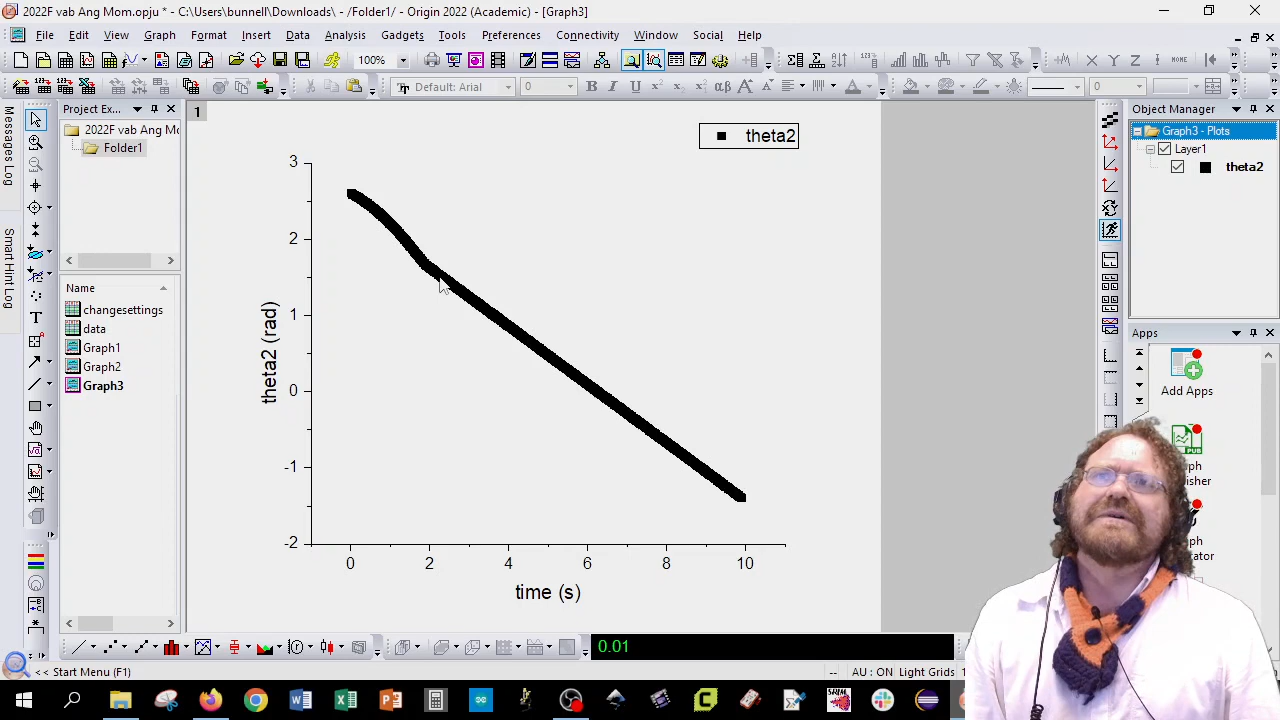 2022F vab Ang Mom.opju * - C:\Users\bunnell\Downloads\ - /Folder1/ - Origin 2022 (Academic) - [Graph3]
File Edit View Graph Format Insert Data Analysis Gadgets Tools Preferences Connectivity Window Social Help
100%
Default: Arial
0
B I U
αβ
0
Messages Log
Smart Hint Log
Project Ex...
2022F vab Ang Mo
Folder1
Name
changesettings
data
Graph1
Graph2
Graph3
1
theta2
3
2
1
0
-1
-2
theta2 (rad)
0 2 4 6 8 10
time (s)
Object Manager
Graph3 - Plots
Layer1
theta2
Apps
Add Apps
PUB
0.01
<< Start Menu (F1)
--
AU : ON Light Grids